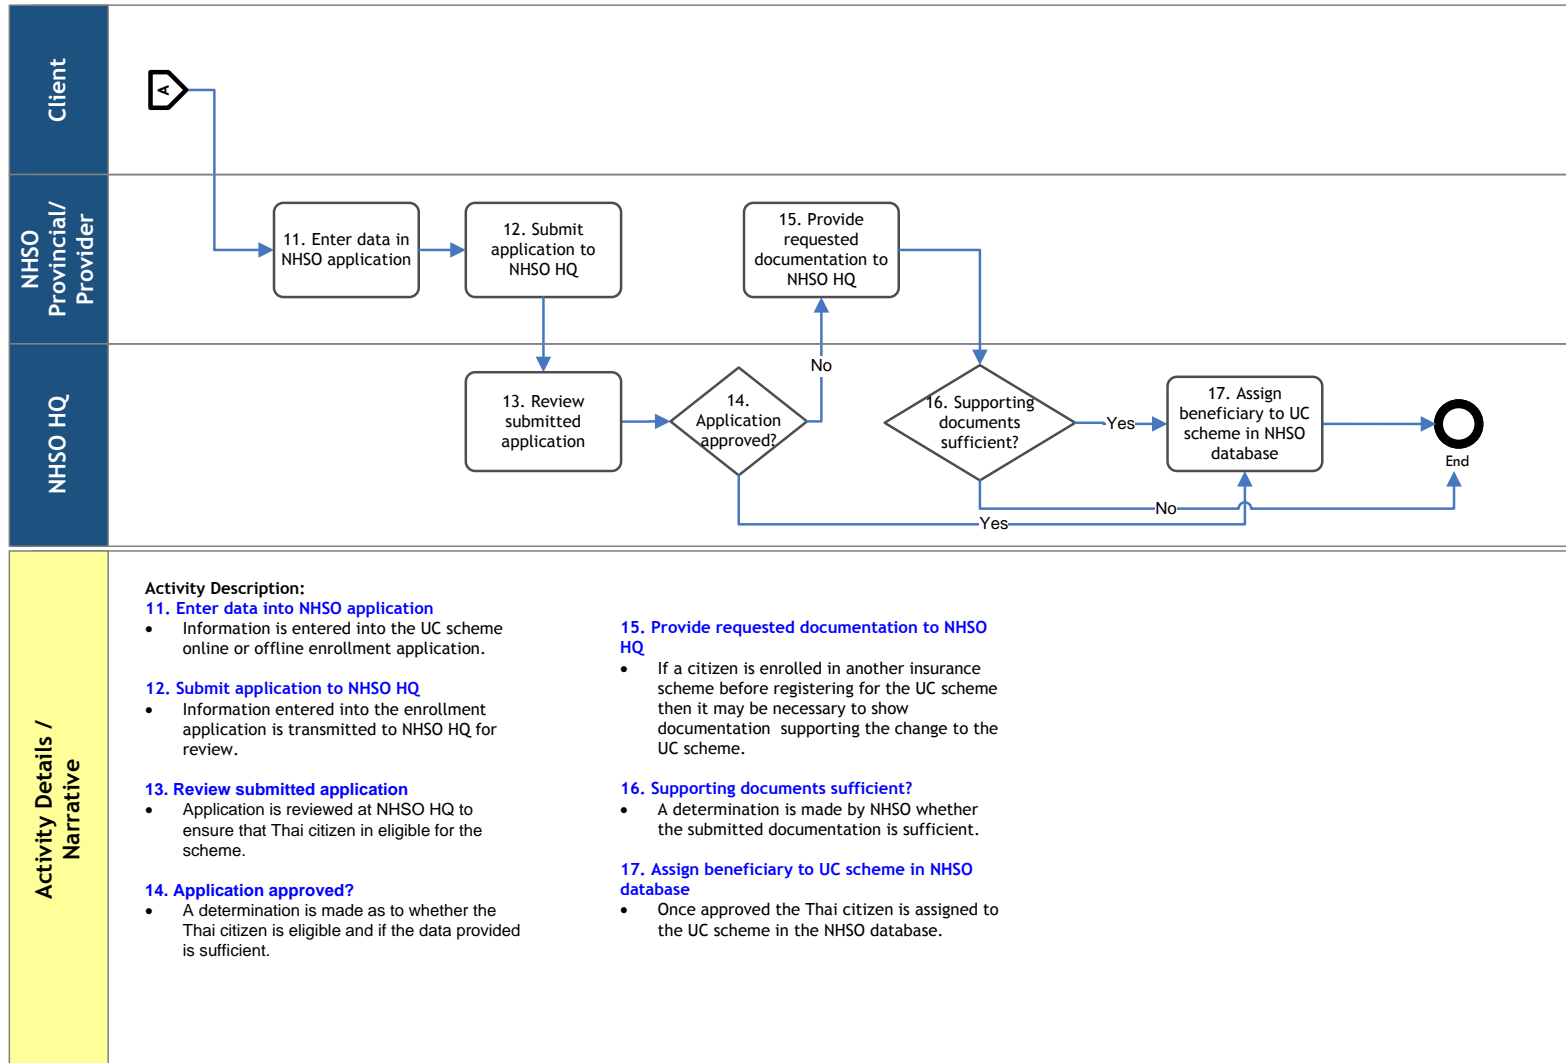 Client
A
NHSO
Provincial/
Provider
11. Enter data in
NHSO application
12. Submit
application to
NHSO HQ
15. Provide
requested
documentation to
NHSO HQ
NHSO HQ
13. Review
submitted
application
14.
Application
approved?
No
16. Supporting
documents
sufficient?
Yes
17. Assign
beneficiary to UC
scheme in NHSO
database
End
No
Yes
Activity Details /
Narrative
Activity Description:
11. Enter data into NHSO application
• Information is entered into the UC scheme
online or offline enrollment application.
12. Submit application to NHSO HQ
• Information entered into the enrollment
application is transmitted to NHSO HQ for
review.
13. Review submitted application
• Application is reviewed at NHSO HQ to
ensure that Thai citizen in eligible for the
scheme.
14. Application approved?
• A determination is made as to whether the
Thai citizen is eligible and if the data provided
is sufficient.
15. Provide requested documentation to NHSO
HQ
• If a citizen is enrolled in another insurance
scheme before registering for the UC scheme
then it may be necessary to show
documentation supporting the change to the
UC scheme.
16. Supporting documents sufficient?
• A determination is made by NHSO whether
the submitted documentation is sufficient.
17. Assign beneficiary to UC scheme in NHSO
database
• Once approved the Thai citizen is assigned to
the UC scheme in the NHSO database.